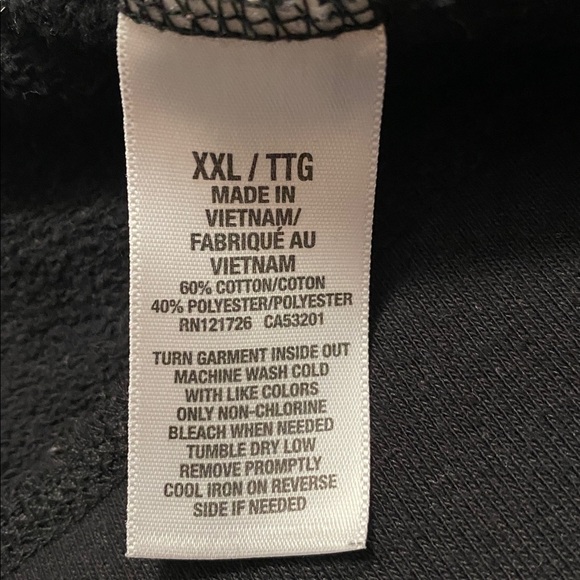 XXL / TTG
MADE IN
VIETNAM/
FABRIQUÉ AU
VIETNAM
60% COTTON/COTON
40% POLYESTER/POLYESTER
RN121726 CA53201
TURN GARMENT INSIDE OUT
MACHINE WASH COLD
WITH LIKE COLORS
ONLY NON-CHLORINE
BLEACH WHEN NEEDED
TUMBLE DRY LOW
REMOVE PROMPTLY
COOL IRON ON REVERSE
SIDE IF NEEDED